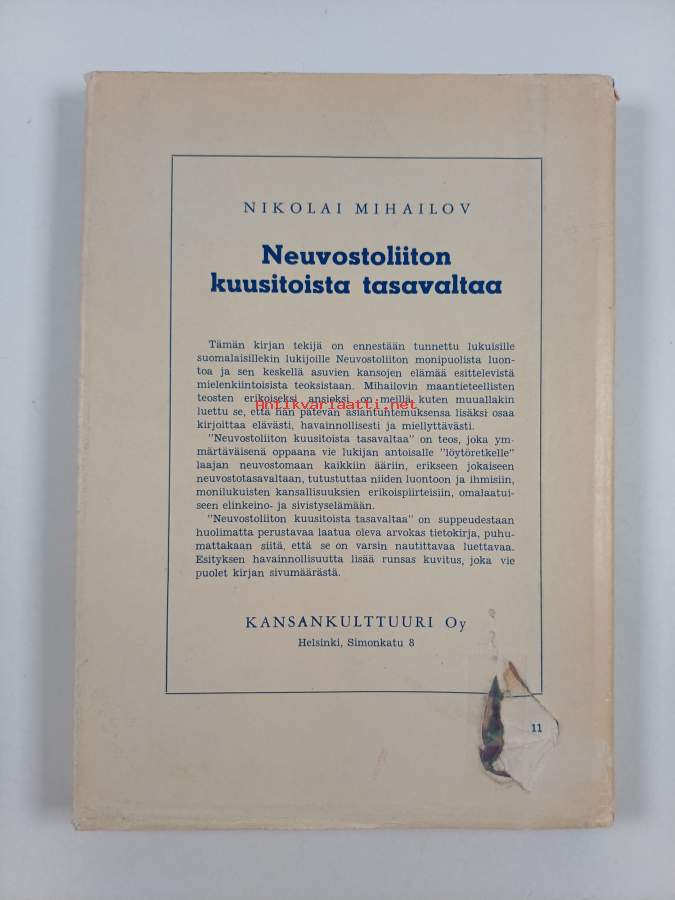 NIKOLAI MIHAILOV
Neuvostoliiton
kuusitoista tasavaltaa
Tämän kirjan tekijä on ennestään tunnettu lukuisille
suomalaisillekin lukijoille Neuvostoliiton monipuolista luon-
toa ja sen keskellä asuvien kansojen elämää esittelevistä
mielenkiintoisista teoksistaan. Mihailovin maantieteellisten
teosten erikoiseksi ansioksi on meillä kuten muuallakin
Antikvariaatti.net
luettu se, että hän pätevän asiantuntemuksensa lisäksi osaa
kirjoittaa elävästi, havainnollisesti ja miellyttävästi.
"Neuvostoliiton kuusitoista tasavaltaa" on teos, joka ym-
märtäväisenä oppaana vie lukijan antoisalle "löytöretkelle"
laajan neuvostomaan kaikkiin ääriin, erikseen jokaiseen
neuvostotasavaltaan, tutustuttaa niiden luontoon ja ihmisiin,
monilukuisten kansallisuuksien erikoispiirteisiin, omalaatui-
seen elinkeino- ja sivistyselämään.
"Neuvostoliiton kuusitoista tasavaltaa" on suppeudestaan
huolimatta perustavaa laatua oleva arvokas tietokirja, puhu-
mattakaan siitä, että se on varsin nautittavaa luettavaa.
Esityksen havainnollisuutta lisää runsas kuvitus, joka vie
puolet kirjan sivumäärästä.
KANSANKULTTUURI Oy
Helsinki, Simonkatu 8
11